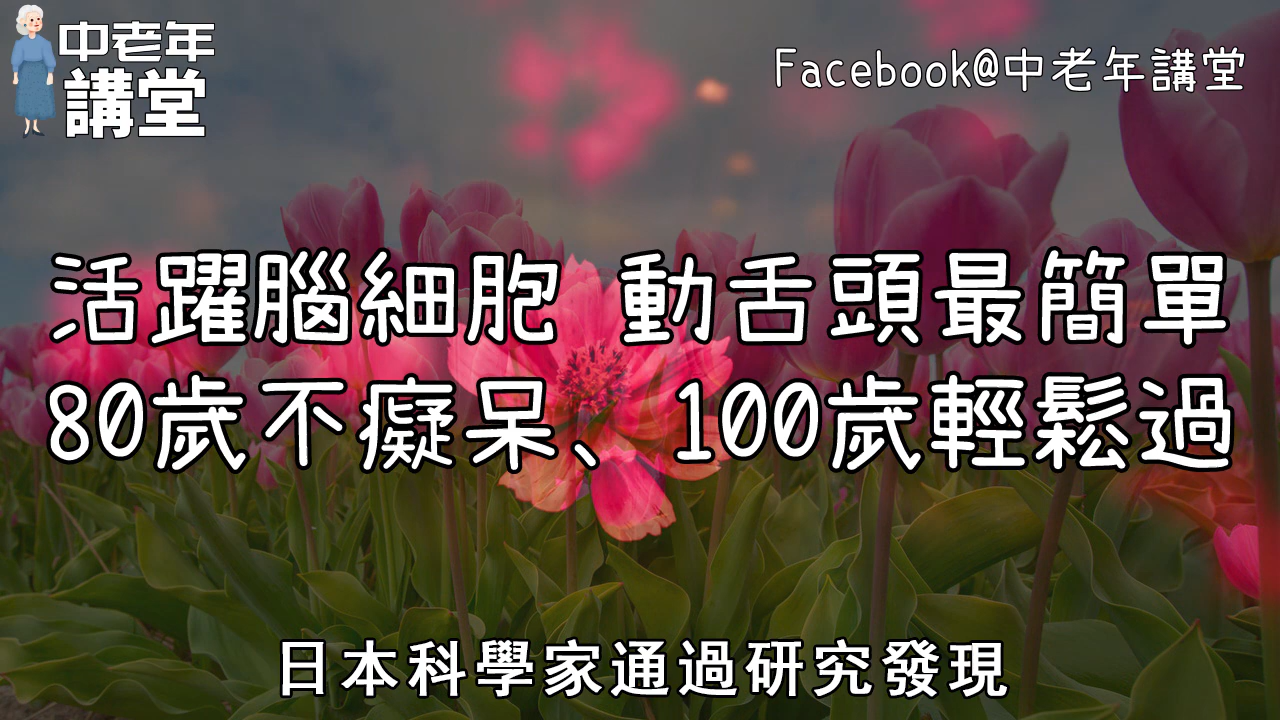 中老年
講堂
Facebook@中老年講堂
活躍腦細胞 動舌頭最簡單
80歲不癡呆、100歲輕鬆過
日本科學家通過研究發現